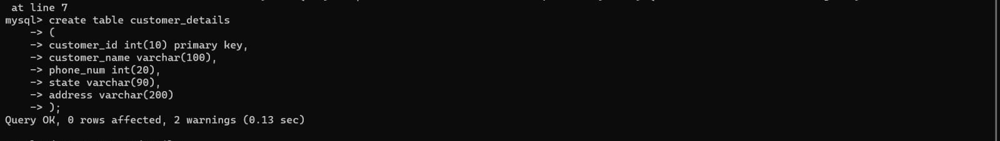 at line 7
mysql> create table customer_details
-> (
-> customer_id int(10) primary key,
-> customer_name varchar(100),
-> phone_num int(20),
-> state varchar(90),
-> address varchar(200)
-> );
Query OK, 0 rows affected, 2 warnings (0.13 sec)